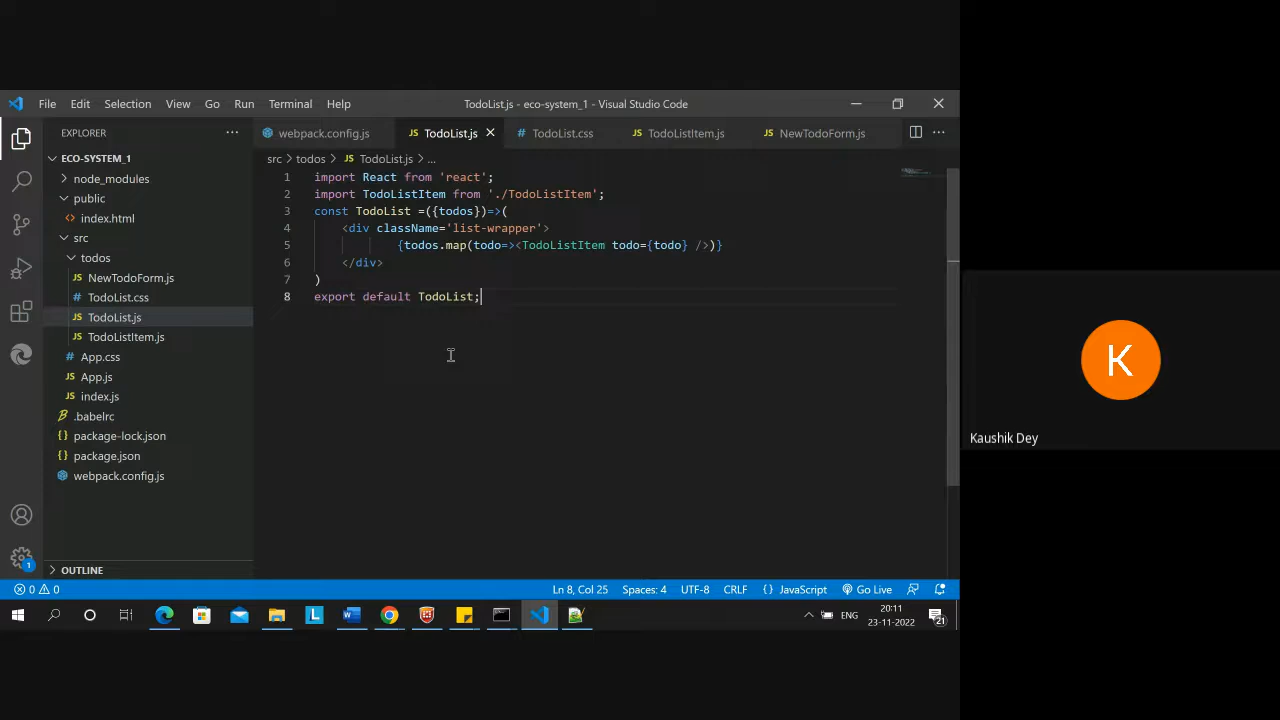 File Edit Selection View Go Run Terminal Help
TodoList.js - eco-system_1 - Visual Studio Code
EXPLORER
webpack.config.js
TodoList.js
TodoList.css
TodoListItem.js
NewTodoForm.js
ECO-SYSTEM_1
node_modules
public
index.html
src
todos
NewTodoForm.js
TodoList.css
TodoList.js
TodoListItem.js
App.css
App.js
index.js
.babelrc
package-lock.json
package.json
webpack.config.js
OUTLINE
src > todos > JS TodoList.js > ...
1 import React from 'react';
2 import TodoListItem from './TodoListItem';
3 const TodoList =({todos})=>(
4 <div className='list-wrapper'>
5 {todos.map(todo=><TodoListItem todo={todo} />)}
6 </div>
7 )
8 export default TodoList;
0 0
Ln 8, Col 25 Spaces: 4 UTF-8 CRLF {} JavaScript Go Live
ENG
20:11
23-11-2022
21
K
Kaushik Dey